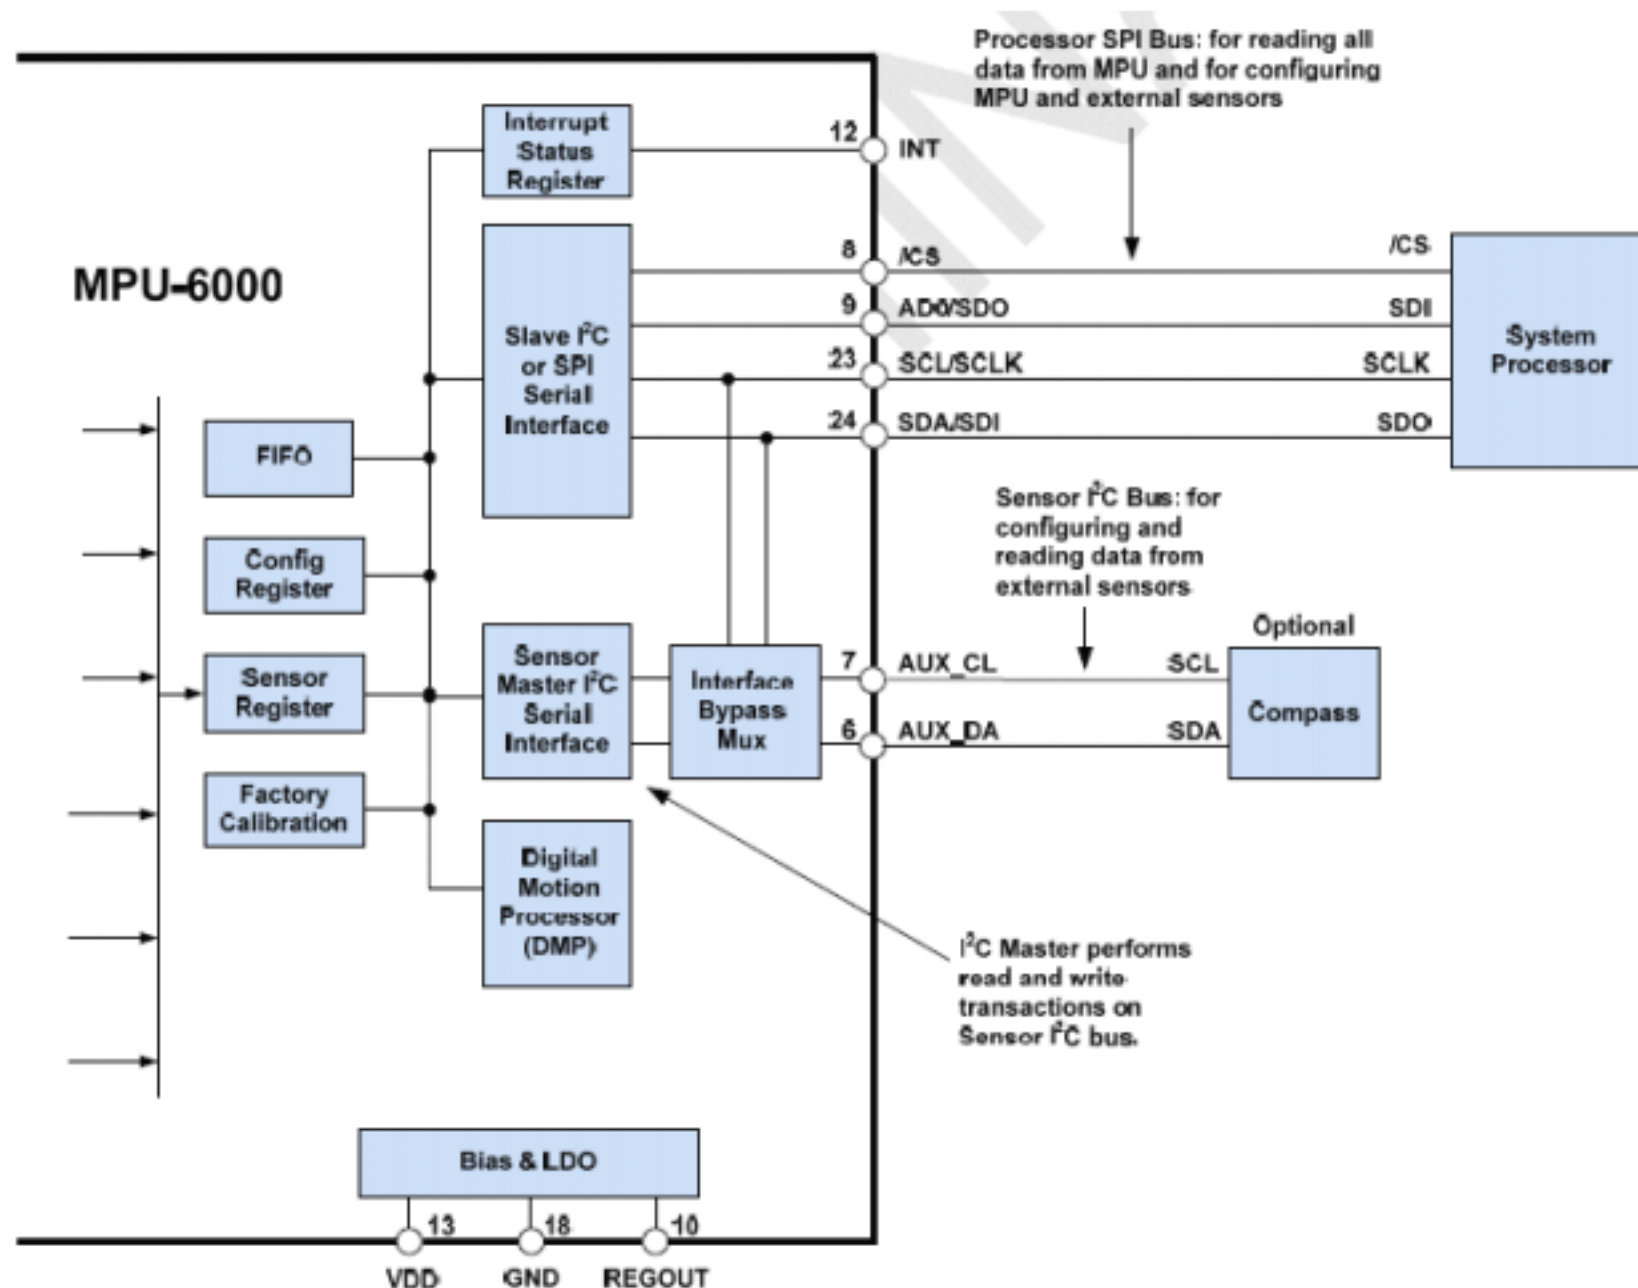 Processor SPI Bus: for reading all
data from MPU and for configuring
MPU and external sensors
Interrupt
Status
Register
12
INT
MPU-6000
8
/CS
/CS
9
AD0/SDO
SDI
Slave I²C
or SPI
Serial
Interface
23
SCL/SCLK
SCLK
24
SDA/SDI
SDO
System
Processor
FIFO
Sensor I²C Bus: for
configuring and
reading data from
external sensors
Config
Register
Optional
Sensor
Register
Sensor
Master I²C
Serial
Interface
Interface
Bypass
Mux
7
AUX_CL
SCL
6
AUX_DA
SDA
Compass
Factory
Calibration
Digital
Motion
Processor
(DMP)
I²C Master performs
read and write
transactions on
Sensor I²C bus.
Bias & LDO
13
18
10
VDD
GND
REGOUT